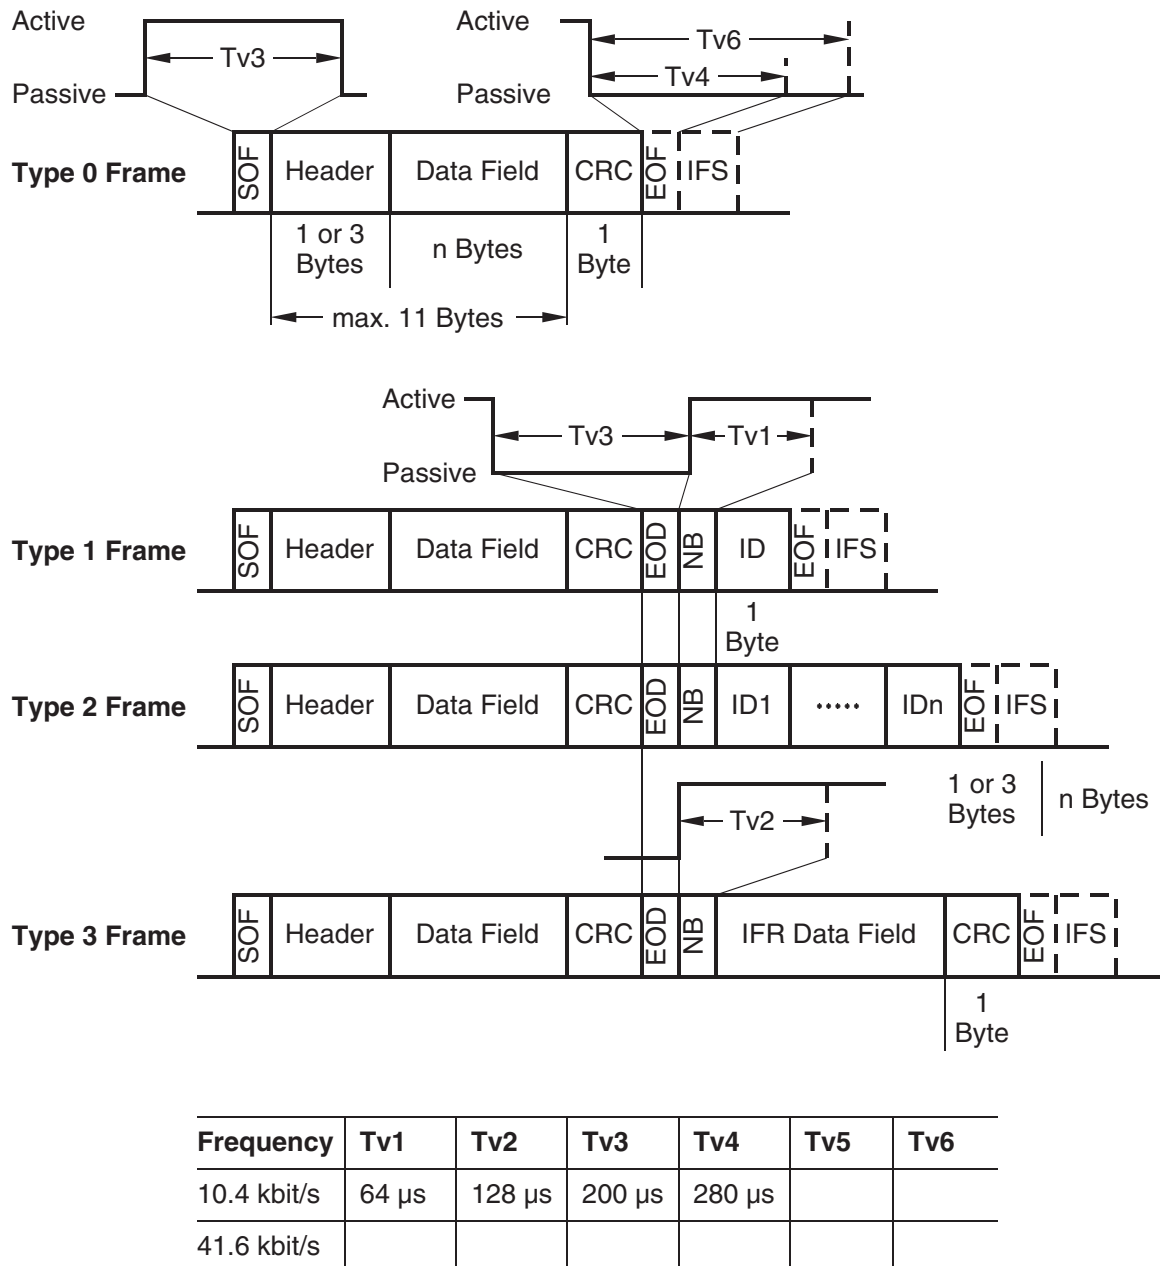 Active
Tv3
Passive
Active
Tv6
Tv4
Passive
Type 0 Frame
SOF Header Data Field CRC EOF IFS
1 or 3 Bytes
n Bytes
1 Byte
max. 11 Bytes
Active
Tv3 Tv1
Passive
Type 1 Frame
SOF Header Data Field CRC EOD NB ID EOF IFS
1 Byte
Type 2 Frame
SOF Header Data Field CRC EOD NB ID1 ..... IDn EOF IFS
1 or 3 Bytes
n Bytes
Tv2
Type 3 Frame
SOF Header Data Field CRC EOD NB IFR Data Field CRC EOF IFS
1 Byte
Frequency Tv1 Tv2 Tv3 Tv4 Tv5 Tv6
10.4 kbit/s 64 µs 128 µs 200 µs 280 µs
41.6 kbit/s